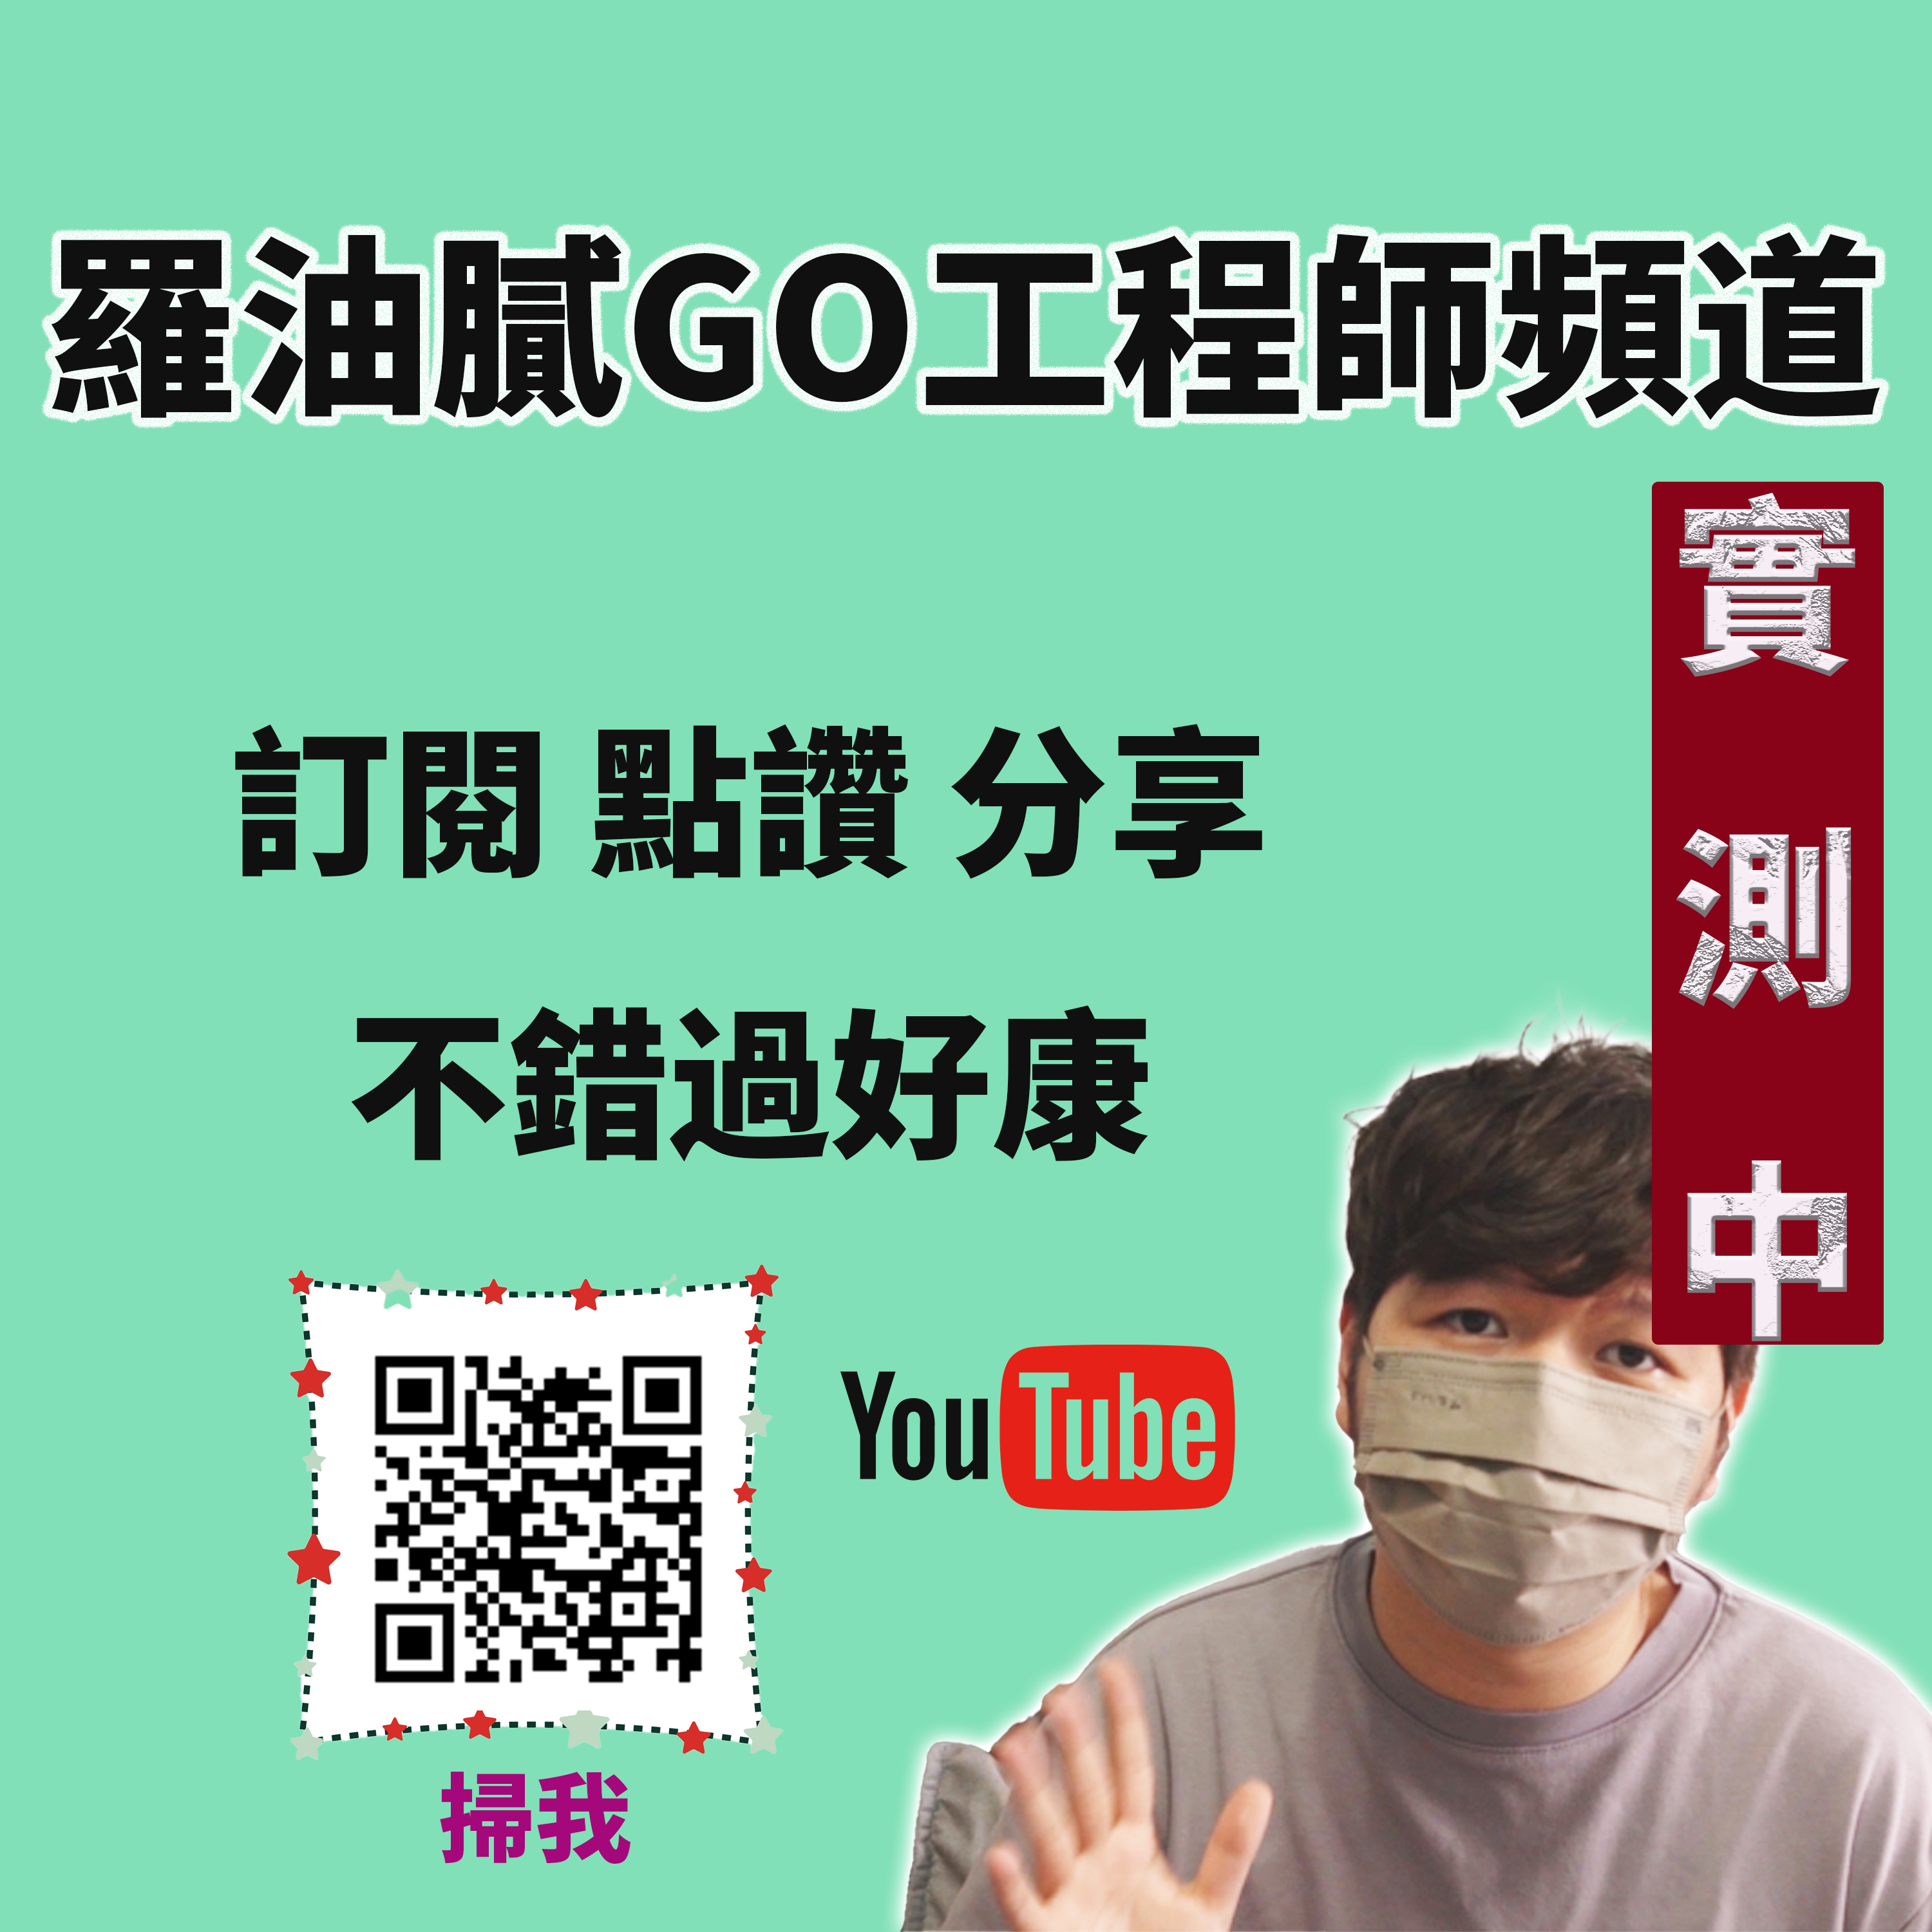 羅油膩GO工程師頻道
實測中
訂閱 點讚 分享
不錯過好康
YouTube
掃我